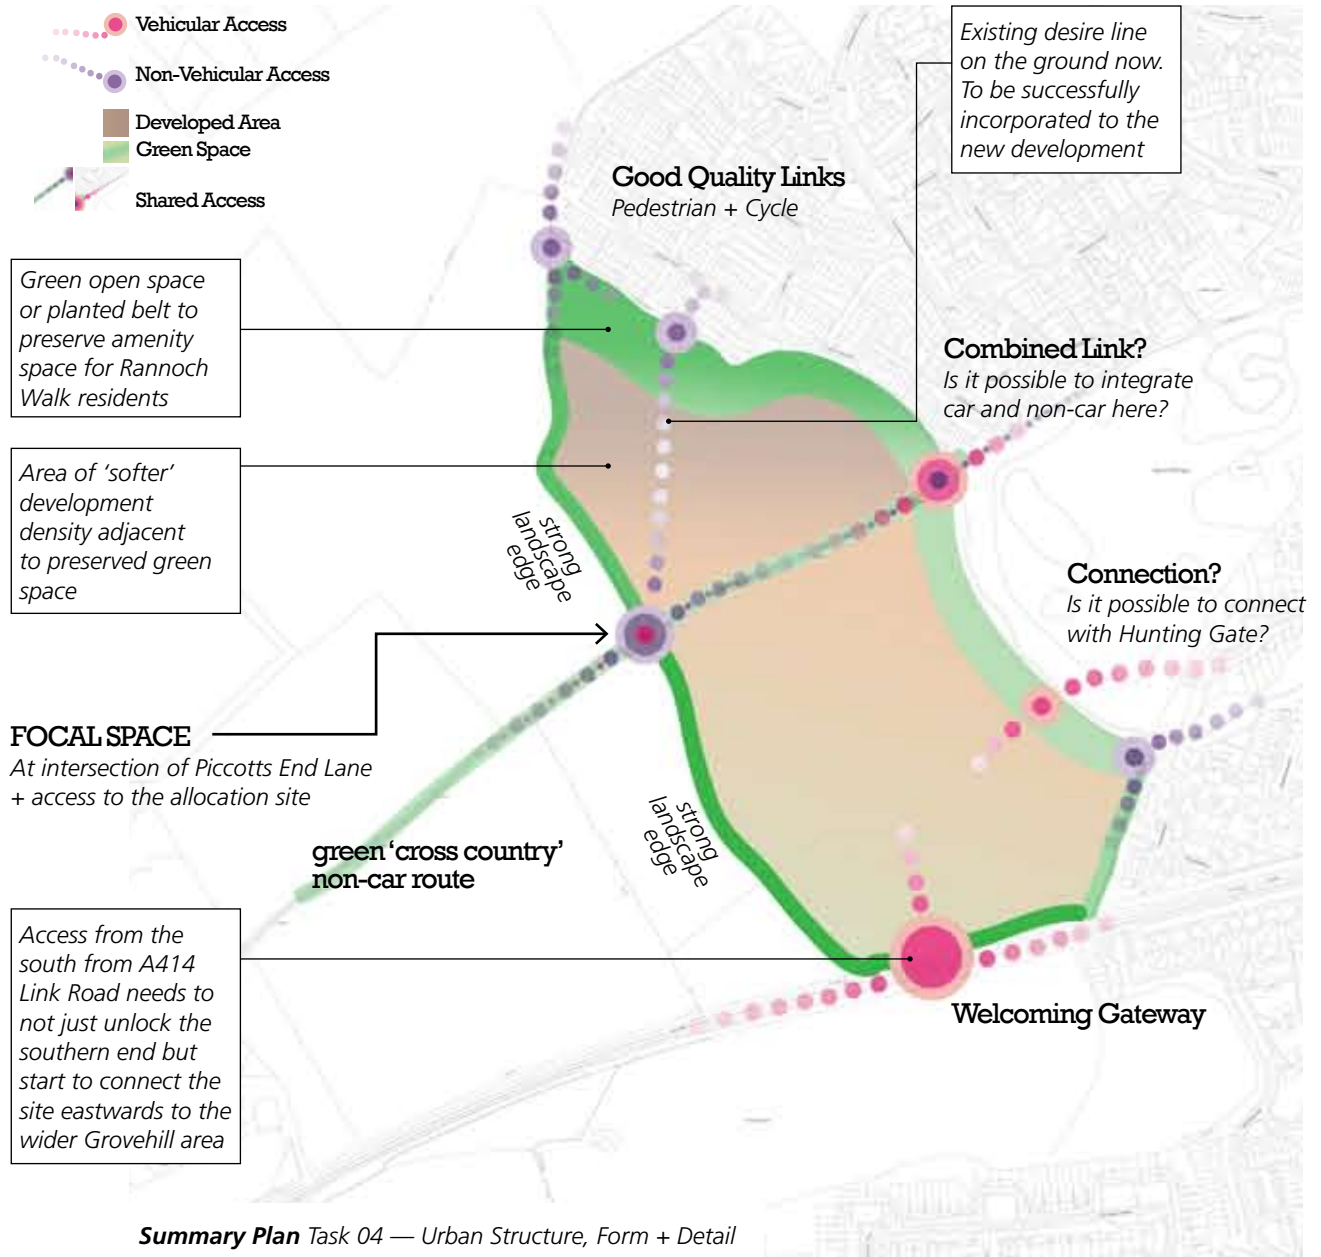 Vehicular Access
Non-Vehicular Access
Developed Area
Green Space
Shared Access
Existing desire line
on the ground now.
To be successfully
incorporated to the
new development
Good Quality Links
Pedestrian + Cycle
Green open space
or planted belt to
preserve amenity
space for Rannoch
Walk residents
Combined Link?
Is it possible to integrate
car and non-car here?
Area of ‘softer’
development
density adjacent
to preserved green
space
strong
landscape
edge
Connection?
Is it possible to connect
with Hunting Gate?
FOCAL SPACE
At intersection of Piccotts End Lane
+ access to the allocation site
strong
landscape
edge
green ‘cross country’
non-car route
Access from the
south from A414
Link Road needs to
not just unlock the
southern end but
start to connect the
site eastwards to the
wider Grovehill area
Welcoming Gateway
Summary Plan Task 04 — Urban Structure, Form + Detail